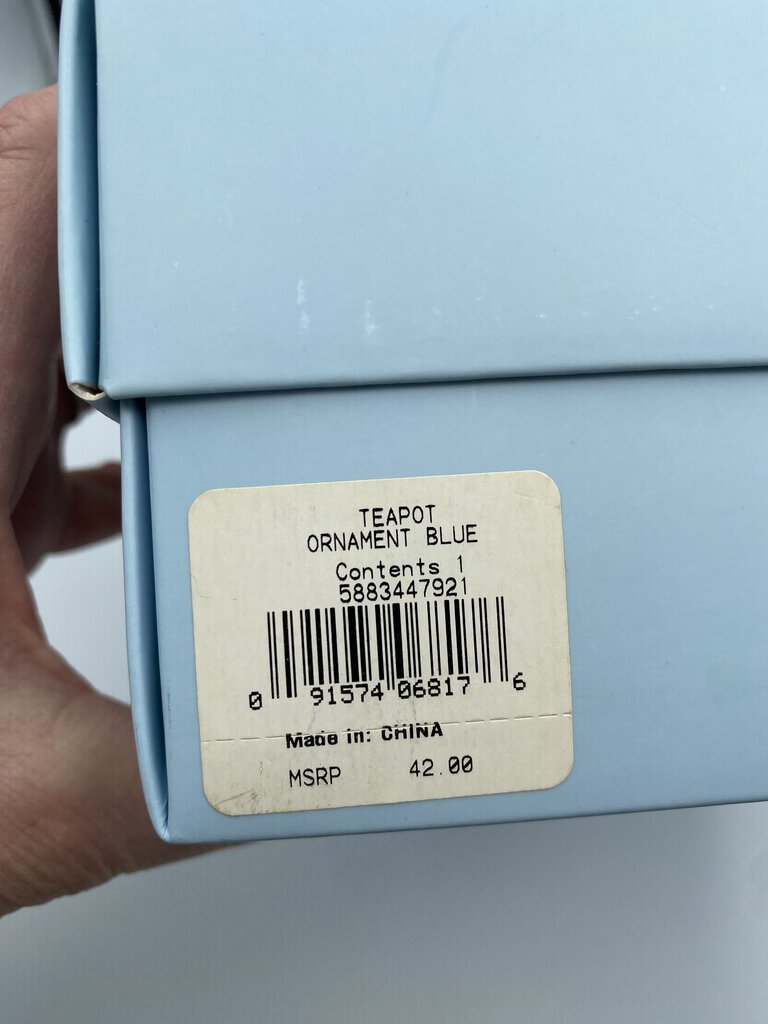 TEAPOT
ORNAMENT BLUE
Contents 1
5883447921
0 91574 06817 6
Made in: CHINA
MSRP 42.00